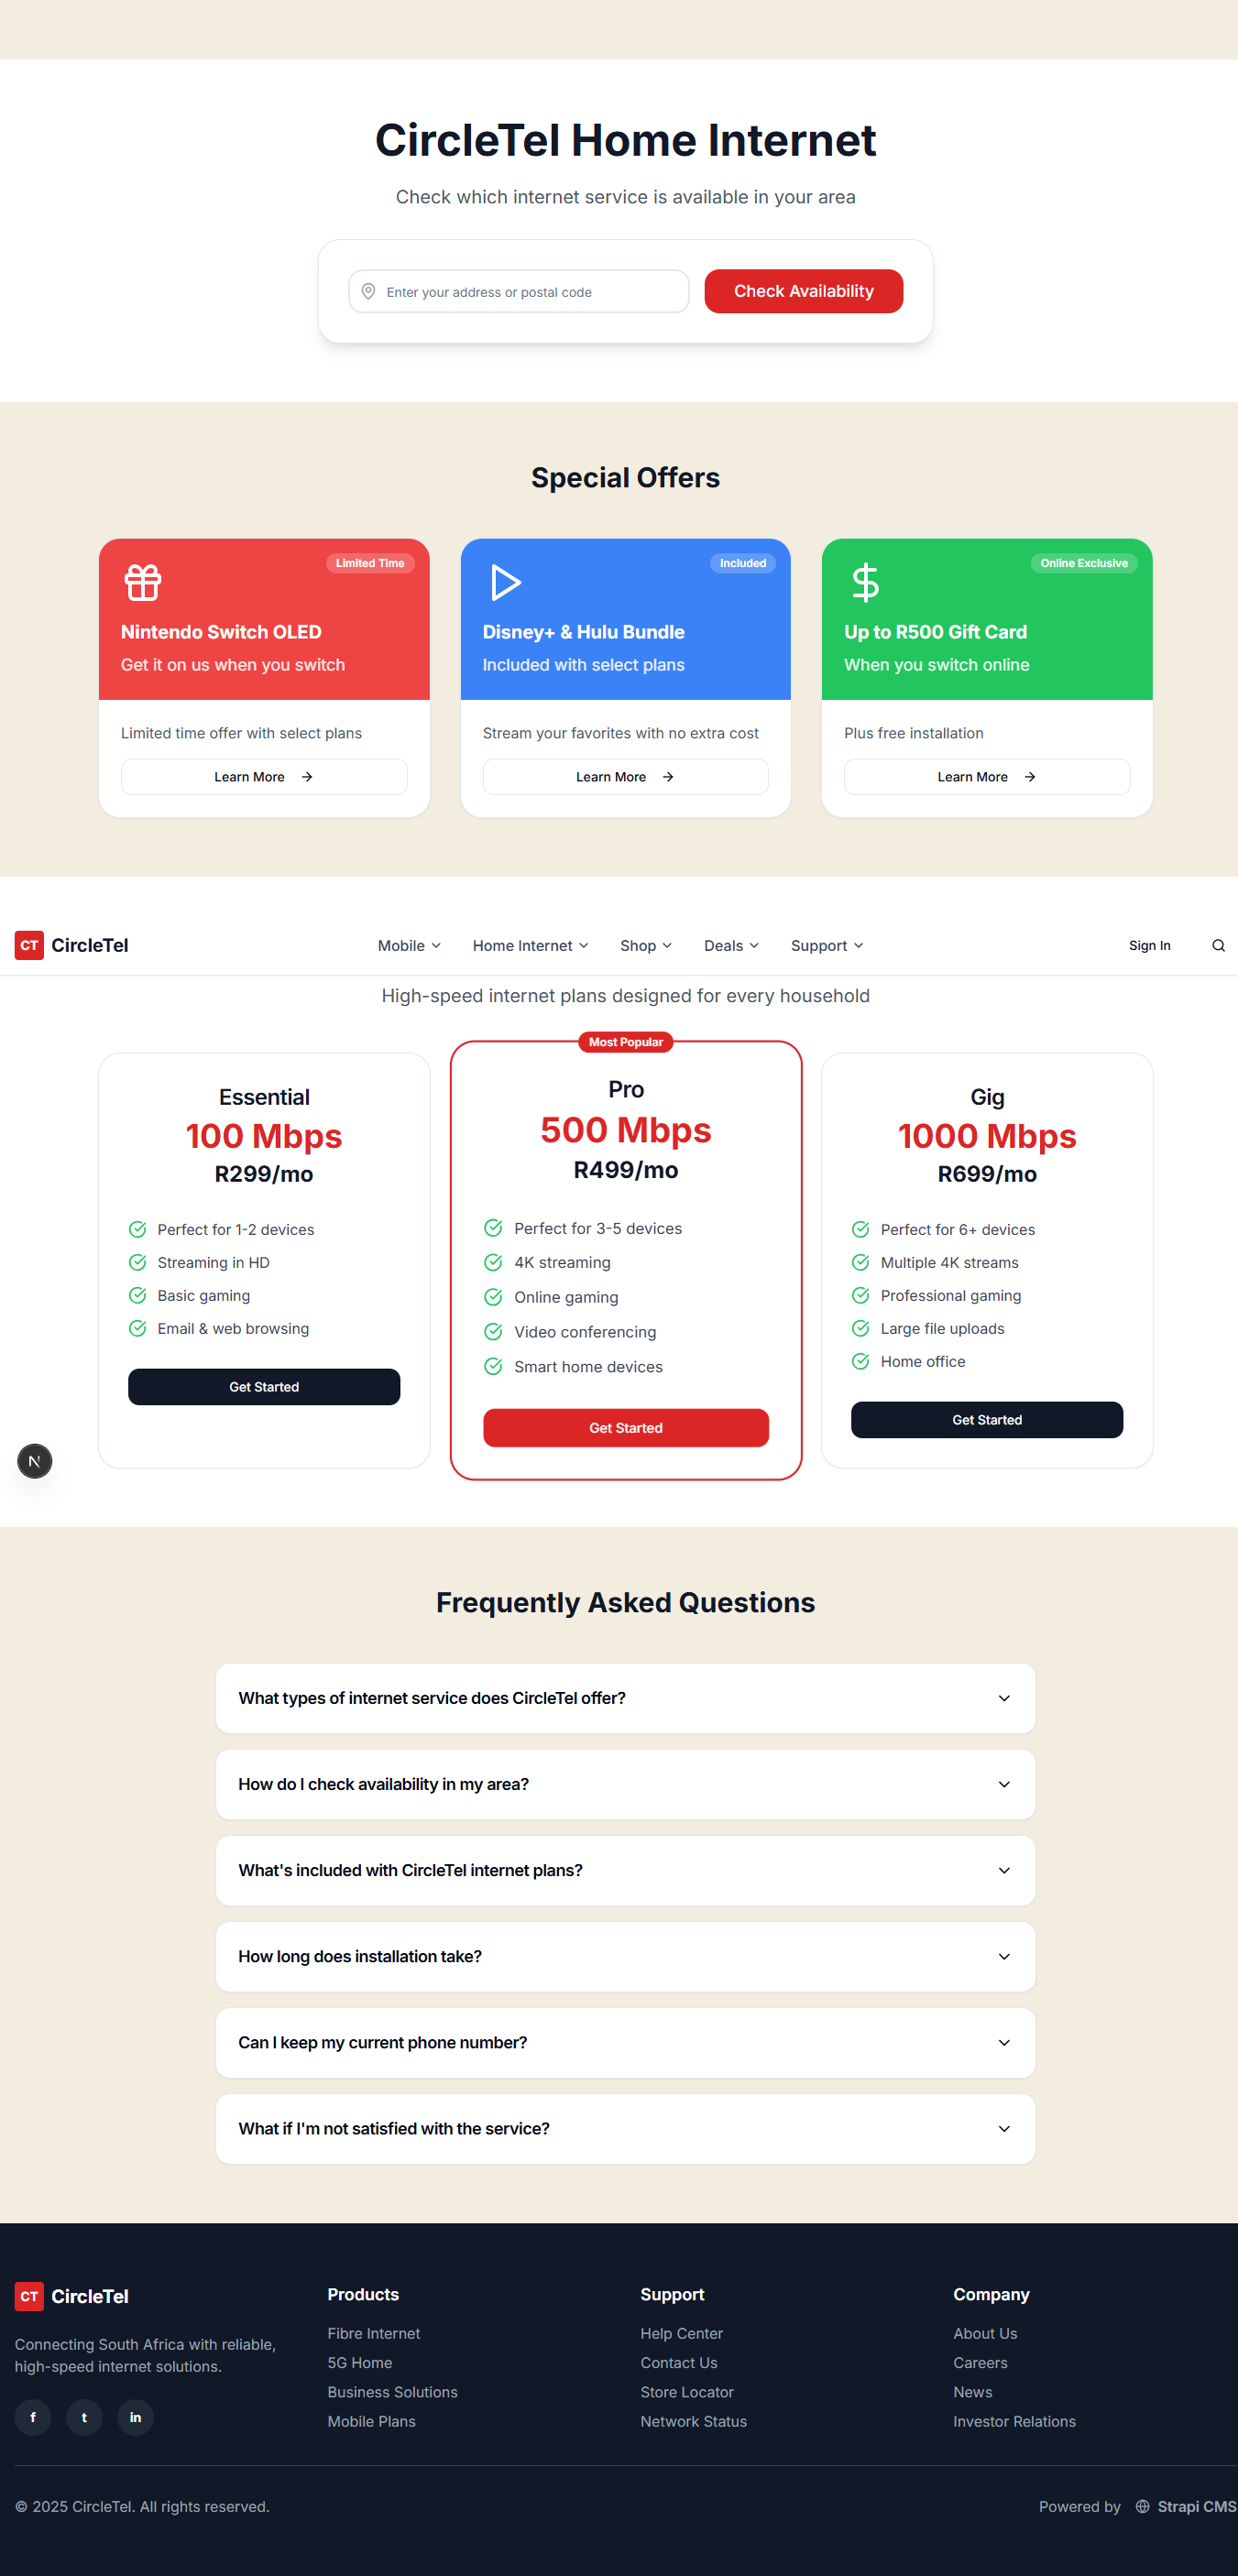 CircleTel Home Internet
Check which internet service is available in your area
Enter your address or postal code
Check Availability
Special Offers
Limited Time
Nintendo Switch OLED
Get it on us when you switch
Limited time offer with select plans
Learn More
Included
Disney+ & Hulu Bundle
Included with select plans
Stream your favorites with no extra cost
Learn More
Online Exclusive
Up to R500 Gift Card
When you switch online
Plus free installation
Learn More
CT CircleTel
Mobile
Home Internet
Shop
Deals
Support
Sign In
High-speed internet plans designed for every household
Essential
100 Mbps
R299/mo
Perfect for 1-2 devices
Streaming in HD
Basic gaming
Email & web browsing
Get Started
Most Popular
Pro
500 Mbps
R499/mo
Perfect for 3-5 devices
4K streaming
Online gaming
Video conferencing
Smart home devices
Get Started
Gig
1000 Mbps
R699/mo
Perfect for 6+ devices
Multiple 4K streams
Professional gaming
Large file uploads
Home office
Get Started
N
Frequently Asked Questions
What types of internet service does CircleTel offer?
How do I check availability in my area?
What's included with CircleTel internet plans?
How long does installation take?
Can I keep my current phone number?
What if I'm not satisfied with the service?
CT CircleTel
Connecting South Africa with reliable,
high-speed internet solutions.
f
t
in
Products
Fibre Internet
5G Home
Business Solutions
Mobile Plans
Support
Help Center
Contact Us
Store Locator
Network Status
Company
About Us
Careers
News
Investor Relations
© 2025 CircleTel. All rights reserved.
Powered by Strapi CMS